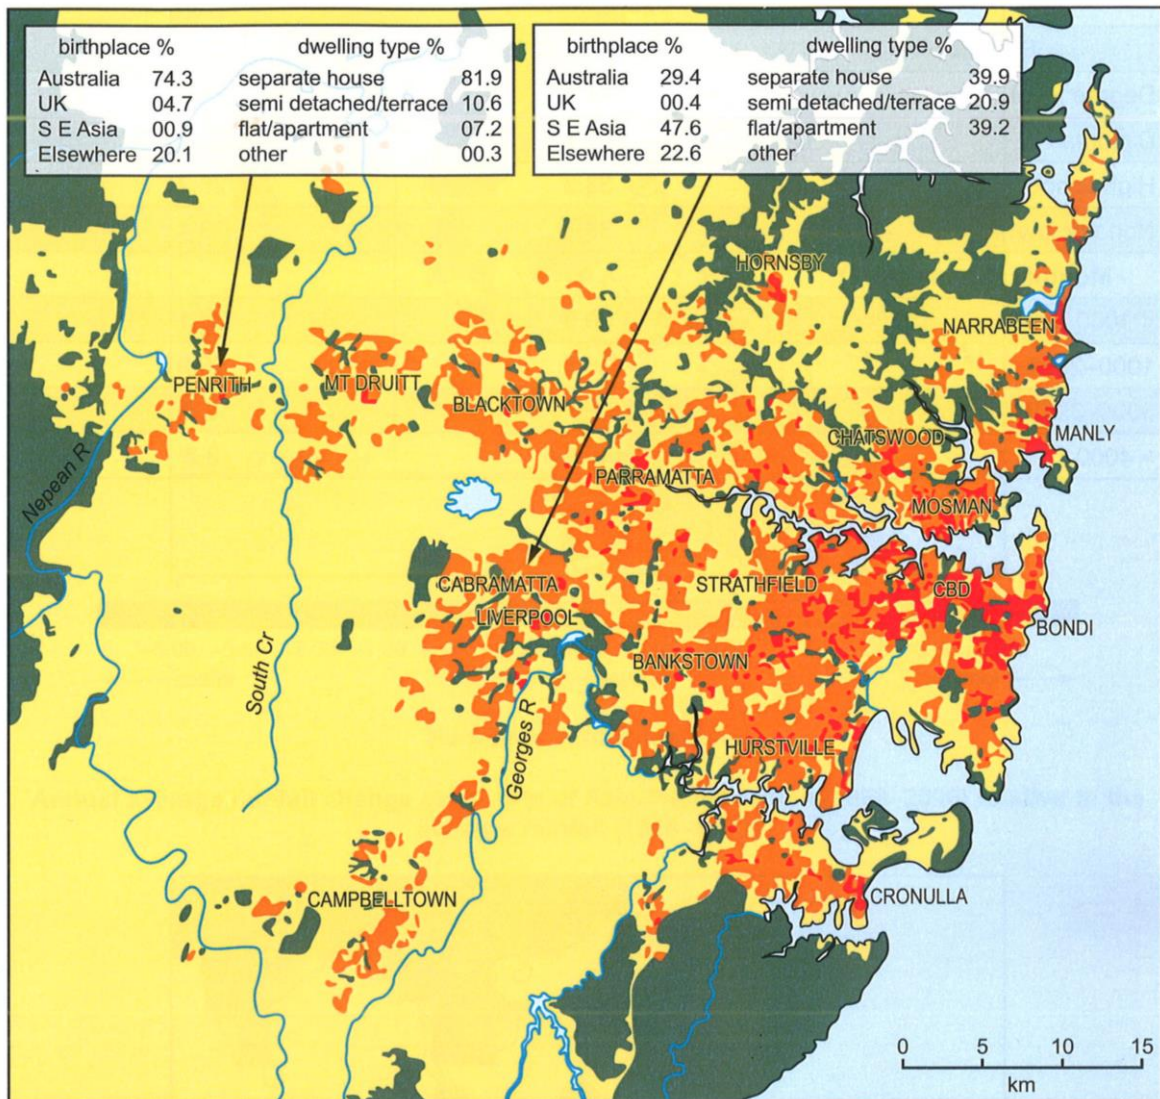 birthplace % dwelling type %
Australia 74.3 separate house 81.9
UK 04.7 semi detached/terrace 10.6
S E Asia 00.9 flat/apartment 07.2
Elsewhere 20.1 other 00.3
birthplace % dwelling type %
Australia 29.4 separate house 39.9
UK 00.4 semi detached/terrace 20.9
S E Asia 47.6 flat/apartment 39.2
Elsewhere 22.6 other
HORNSBY
NARRABEEN
PENRITH
MT DRUITT
BLACKTOWN
CHATSWOOD
MANLY
PARRAMATTA
Nepean R
MOSMAN
CABRAMATTA
STRATHFIELD
CBD
LIVERPOOL
BONDI
BANKSTOWN
South Cr
Georges R
HURSTVILLE
CAMPBELLTOWN
CRONULLA
0 5 10 15
km